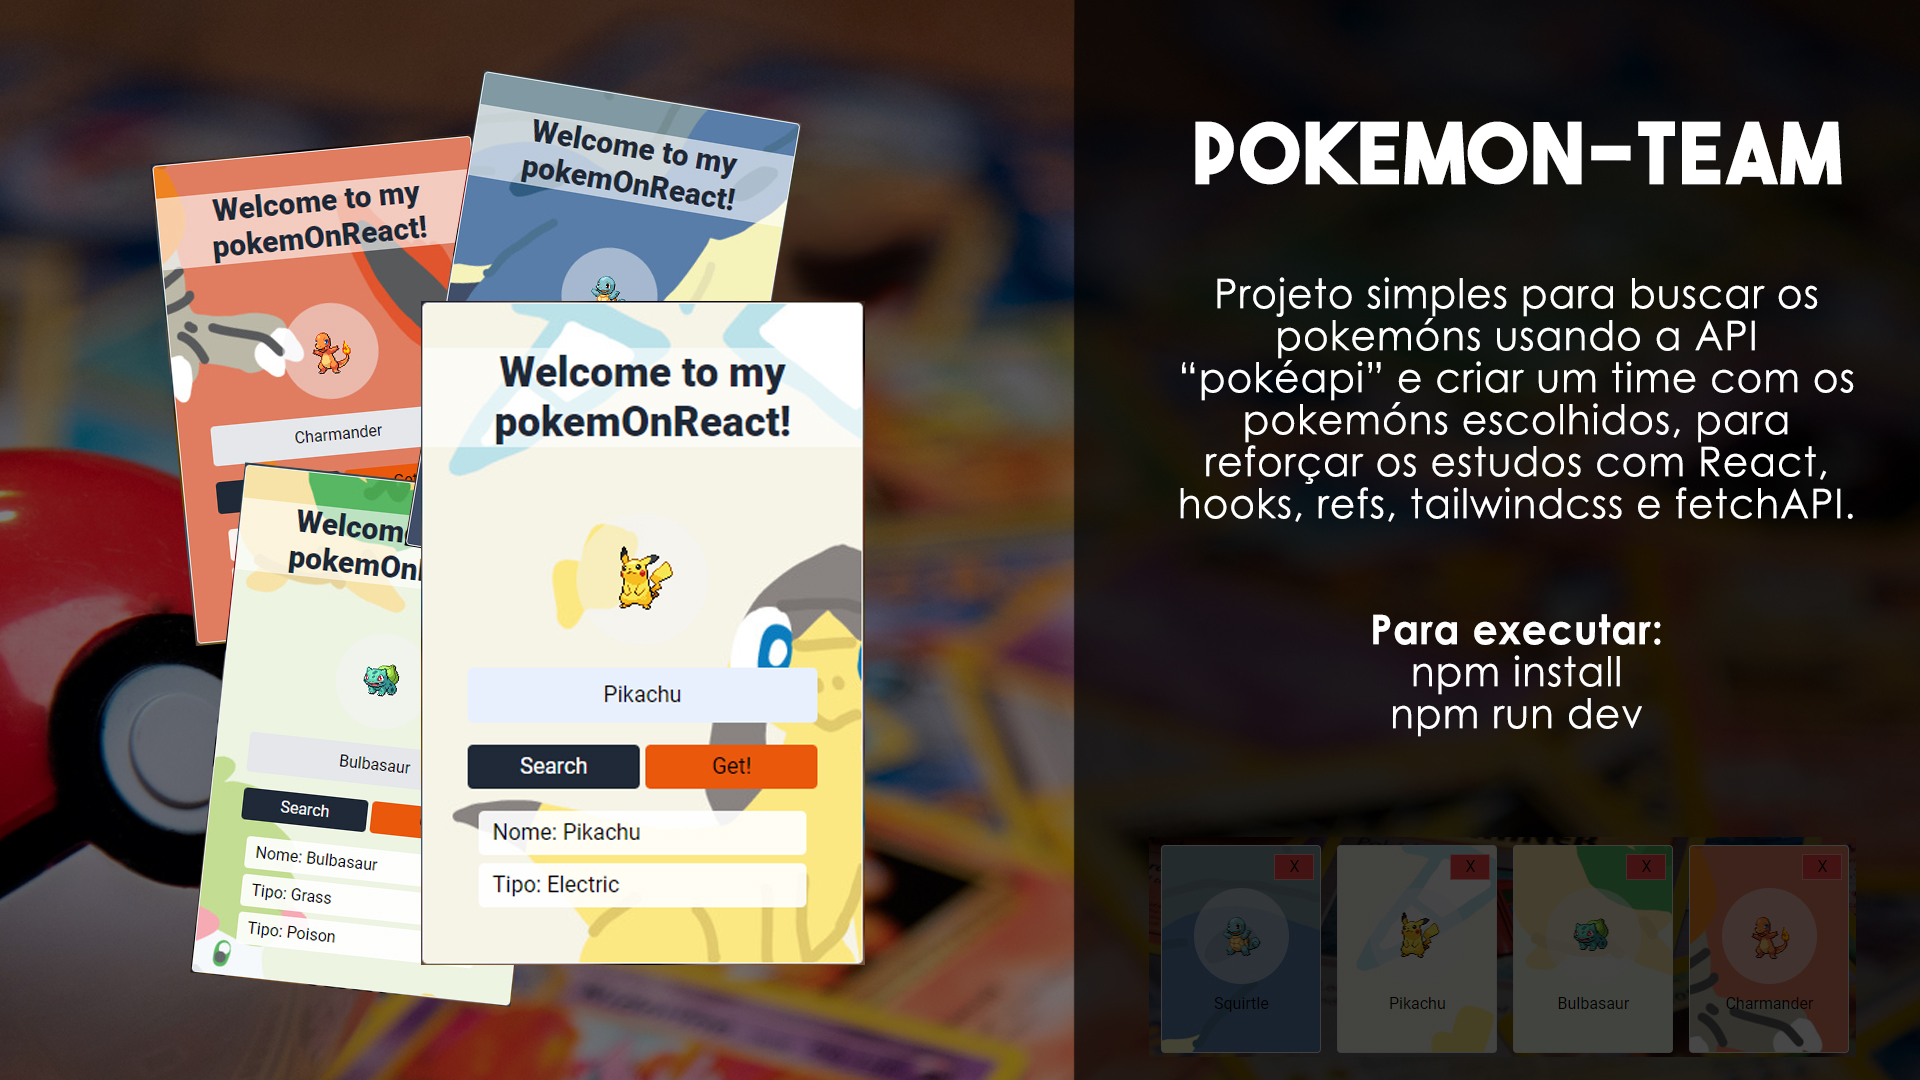 Welcome to my
pokemOnReact!
Charmander
Welcome to my
pokemOnReact!
Bulbasaur
Search
Nome: Bulbasaur
Tipo: Grass
Tipo: Poison
Welcome to my
pokemOnReact!
Pikachu
Search
Get!
Nome: Pikachu
Tipo: Electric
POKEMON-TEAM
Projeto simples para buscar os
pokemóns usando a API
“pokéapi” e criar um time com os
pokemóns escolhidos, para
reforçar os estudos com React,
hooks, refs, tailwindcss e fetchAPI.
Para executar:
npm install
npm run dev
X
X
X
X
Squirtle
Pikachu
Bulbasaur
Charmander